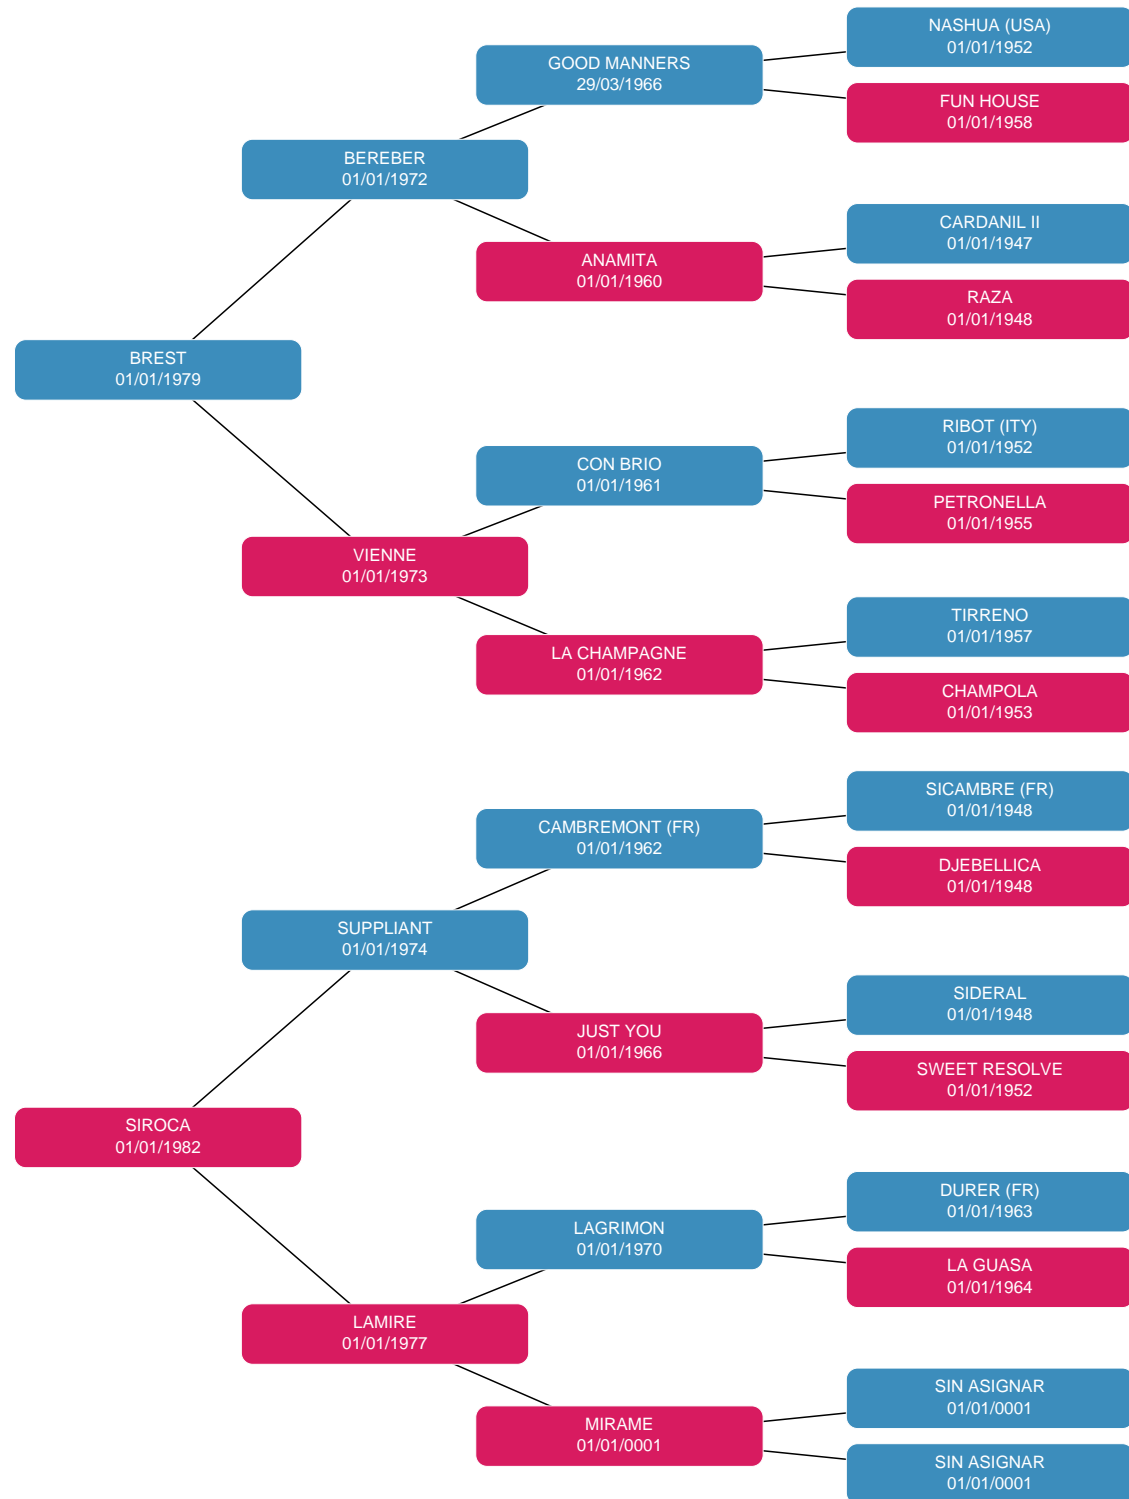 NASHUA (USA)
01/01/1952
GOOD MANNERS
29/03/1966
FUN HOUSE
01/01/1958
BEREBER
01/01/1972
CARDANIL II
01/01/1947
ANAMITA
01/01/1960
RAZA
01/01/1948
BREST
01/01/1979
RIBOT (ITY)
01/01/1952
CON BRIO
01/01/1961
PETRONELLA
01/01/1955
VIENNE
01/01/1973
TIRRENO
01/01/1957
LA CHAMPAGNE
01/01/1962
CHAMPOLA
01/01/1953
SICAMBRE (FR)
01/01/1948
CAMBREMONT (FR)
01/01/1962
DJEBELLICA
01/01/1948
SUPPLIANT
01/01/1974
SIDERAL
01/01/1948
JUST YOU
01/01/1966
SWEET RESOLVE
01/01/1952
SIROCA
01/01/1982
DURER (FR)
01/01/1963
LAGRIMON
01/01/1970
LA GUASA
01/01/1964
LAMIRE
01/01/1977
SIN ASIGNAR
01/01/0001
MIRAME
01/01/0001
SIN ASIGNAR
01/01/0001